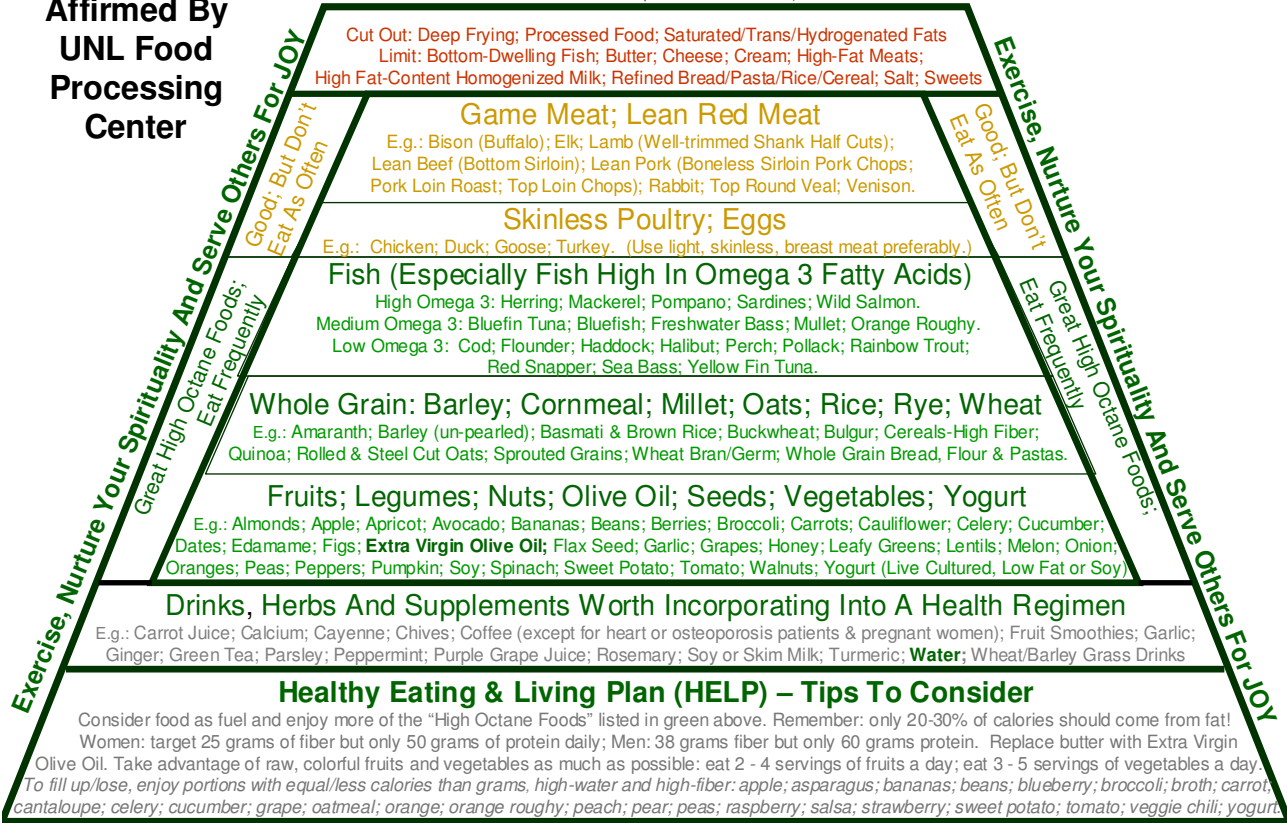 Affirmed By
UNL Food
Processing
Center
Cut Out: Deep Frying; Processed Food; Saturated/Trans/Hydrogenated Fats
Limit: Bottom-Dwelling Fish; Butter; Cheese; Cream; High-Fat Meats;
High Fat-Content Homogenized Milk; Refined Bread/Pasta/Rice/Cereal; Salt; Sweets
Exercise, Nurture Your Spirituality And Serve Others For JOY
Exercise, Nurture Your Spirituality And Serve Others For JOY
Good; But Don't
Eat As Often
Game Meat; Lean Red Meat
E.g.: Bison (Buffalo); Elk; Lamb (Well-trimmed Shank Half Cuts);
Lean Beef (Bottom Sirloin); Lean Pork (Boneless Sirloin Pork Chops;
Pork Loin Roast; Top Loin Chops); Rabbit; Top Round Veal; Venison.
Good; But Don't
Eat As Often
Skinless Poultry; Eggs
E.g.: Chicken; Duck; Goose; Turkey. (Use light, skinless, breast meat preferably.)
Great High Octane Foods;
Eat Frequently
Fish (Especially Fish High In Omega 3 Fatty Acids)
High Omega 3: Herring; Mackerel; Pompano; Sardines; Wild Salmon.
Medium Omega 3: Bluefin Tuna; Bluefish; Freshwater Bass; Mullet; Orange Roughy.
Low Omega 3: Cod; Flounder; Haddock; Halibut; Perch; Pollack; Rainbow Trout;
Red Snapper; Sea Bass; Yellow Fin Tuna.
Great High Octane Foods;
Eat Frequently
Whole Grain: Barley; Cornmeal; Millet; Oats; Rice; Rye; Wheat
E.g.: Amaranth; Barley (un-pearled); Basmati & Brown Rice; Buckwheat; Bulgur; Cereals-High Fiber;
Quinoa; Rolled & Steel Cut Oats; Sprouted Grains; Wheat Bran/Germ; Whole Grain Bread, Flour & Pastas.
Fruits; Legumes; Nuts; Olive Oil; Seeds; Vegetables; Yogurt
E.g.: Almonds; Apple; Apricot; Avocado; Bananas; Beans; Berries; Broccoli; Carrots; Cauliflower; Celery; Cucumber;
Dates; Edamame; Figs; Extra Virgin Olive Oil; Flax Seed; Garlic; Grapes; Honey; Leafy Greens; Lentils; Melon; Onion;
Oranges; Peas; Peppers; Pumpkin; Soy; Spinach; Sweet Potato; Tomato; Walnuts; Yogurt (Live Cultured, Low Fat or Soy)
Drinks, Herbs And Supplements Worth Incorporating Into A Health Regimen
E.g.: Carrot Juice; Calcium; Cayenne; Chives; Coffee (except for heart or osteoporosis patients & pregnant women); Fruit Smoothies; Garlic;
Ginger; Green Tea; Parsley; Peppermint; Purple Grape Juice; Rosemary; Soy or Skim Milk; Turmeric; Water; Wheat/Barley Grass Drinks
Healthy Eating & Living Plan (HELP) – Tips To Consider
Consider food as fuel and enjoy more of the “High Octane Foods” listed in green above. Remember: only 20-30% of calories should come from fat!
Women: target 25 grams of fiber but only 50 grams of protein daily; Men: 38 grams fiber but only 60 grams protein. Replace butter with Extra Virgin
Olive Oil. Take advantage of raw, colorful fruits and vegetables as much as possible: eat 2 - 4 servings of fruits a day; eat 3 - 5 servings of vegetables a day.
To fill up/lose, enjoy portions with equal/less calories than grams, high-water and high-fiber: apple; asparagus; bananas; beans; blueberry; broccoli; broth; carrot;
cantaloupe; celery; cucumber; grape; oatmeal; orange; orange roughy; peach; pear; peas; raspberry; salsa; strawberry; sweet potato; tomato; veggie chili; yogurt.